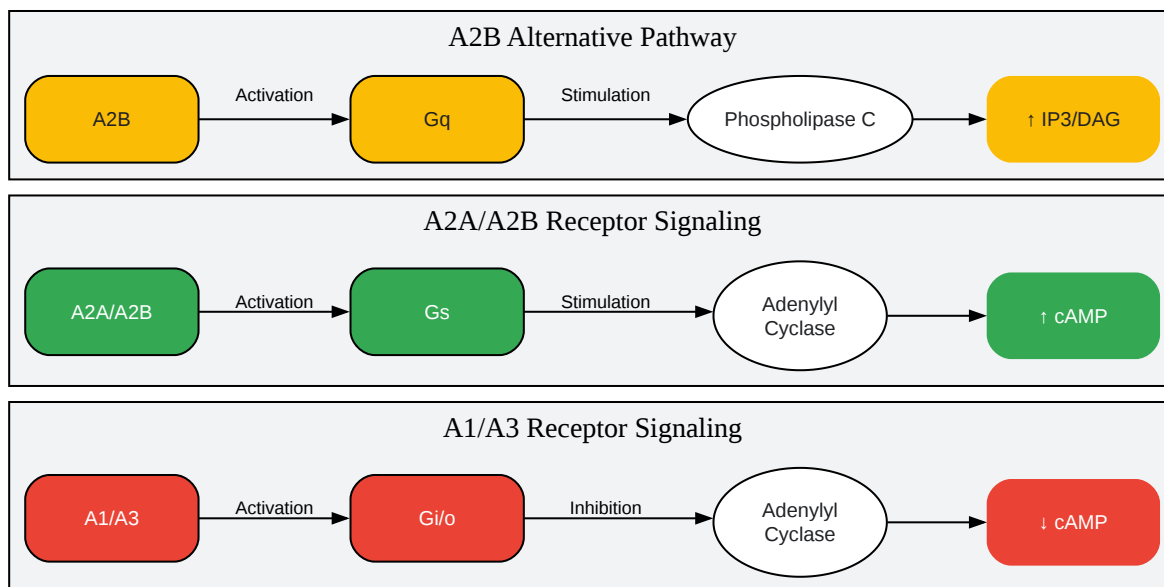 A2B Alternative Pathway
A2B
Activation
Gq
Stimulation
Phospholipase C
↑ IP3/DAG
A2A/A2B Receptor Signaling
A2A/A2B
Activation
Gs
Stimulation
Adenylyl
Cyclase
↑ cAMP
A1/A3 Receptor Signaling
A1/A3
Activation
Gi/o
Inhibition
Adenylyl
Cyclase
↓ cAMP